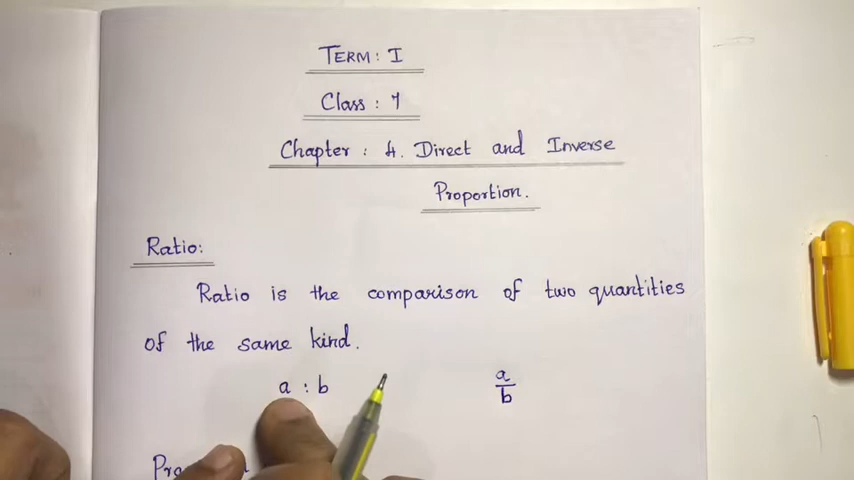 TERM: I
Class: 7
Chapter: 4. Direct and Inverse
Proportion.
Ratio:
Ratio is the comparison of two quantities
of the same kind.
a : b
a/b